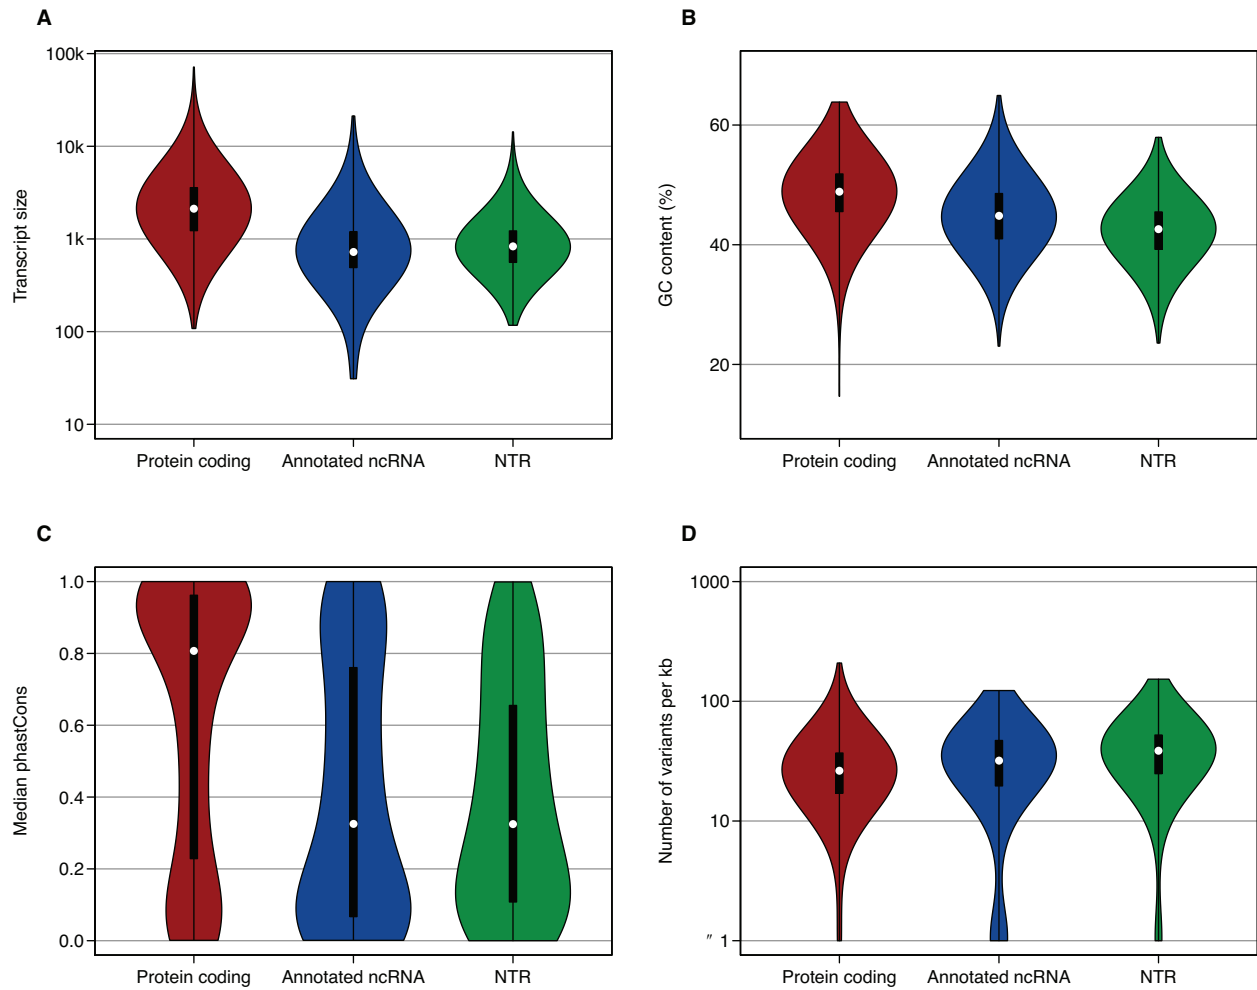 A
Transcript size
100k
10k
1k
100
10
Protein coding
Annotated ncRNA
NTR
B
GC content (%)
60
40
20
Protein coding
Annotated ncRNA
NTR
C
Median phastCons
1.0
0.8
0.6
0.4
0.2
0.0
Protein coding
Annotated ncRNA
NTR
D
Number of variants per kb
1000
100
10
″ 1
Protein coding
Annotated ncRNA
NTR